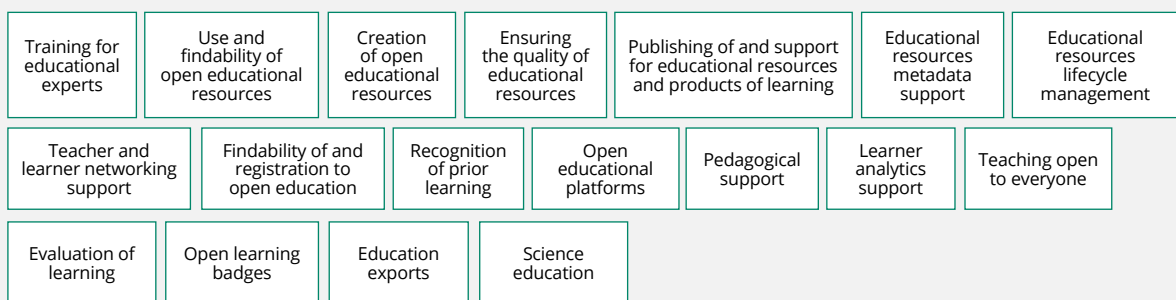 Training for
educational
experts
Use and
findability of
open educational
resources
Creation
of open
educational
resources
Ensuring
the quality of
educational
resources
Publishing of and support
for educational resources
and products of learning
Educational
resources
metadata
support
Educational
resources
lifecycle
management
Teacher and
learner networking
support
Findability of and
registration to
open education
Recognition
of prior
learning
Open
educational
platforms
Pedagogical
support
Learner
analytics
support
Teaching open
to everyone
Evaluation of
learning
Open learning
badges
Education
exports
Science
education